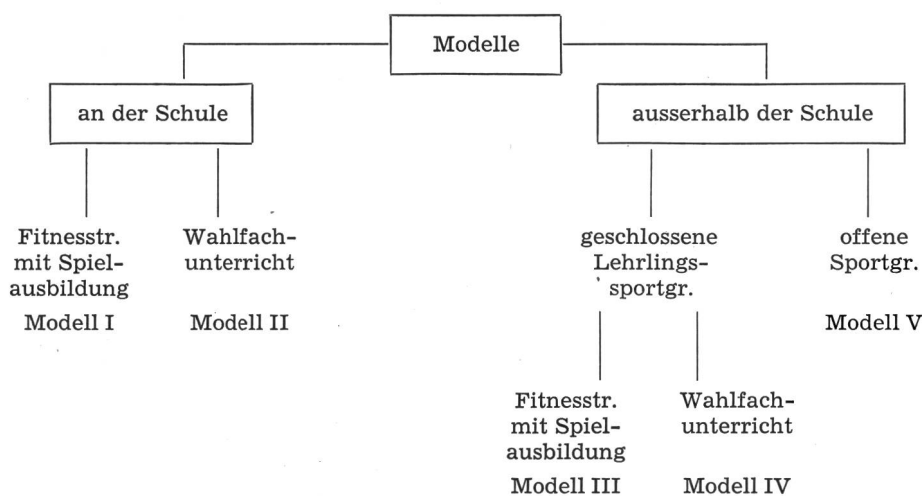 Modelle
an der Schule
ausserhalb der Schule
Fitnesstr.
mit Spiel-
ausbildung
Modell I
Wahlfach-
unterricht
Modell II
geschlossene
Lehrlings-
sportgr.
offene
Sportgr.
Modell V
Fitnesstr.
mit Spiel-
ausbildung
Modell III
Wahlfach-
unterricht
Modell IV